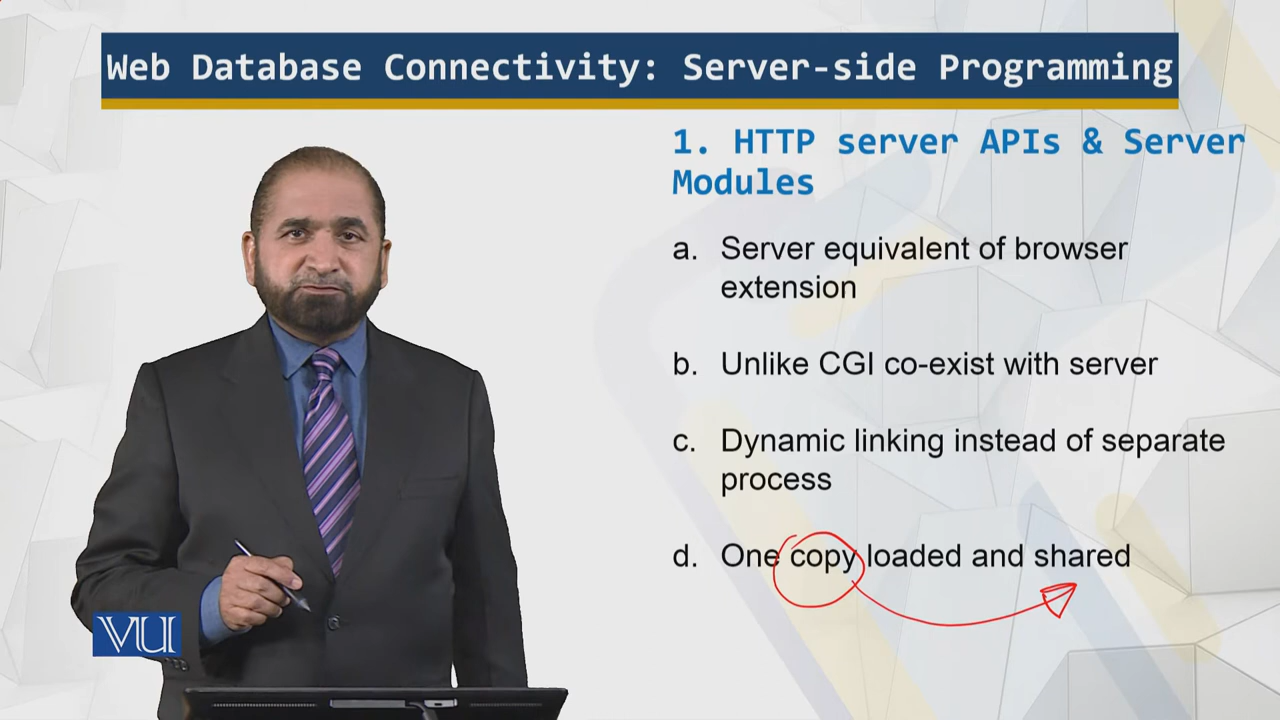 Web Database Connectivity: Server-side Programming
1. HTTP server APIs & Server
Modules
a. Server equivalent of browser
extension
b. Unlike CGI co-exist with server
c. Dynamic linking instead of separate
process
d. One copy loaded and shared
VU